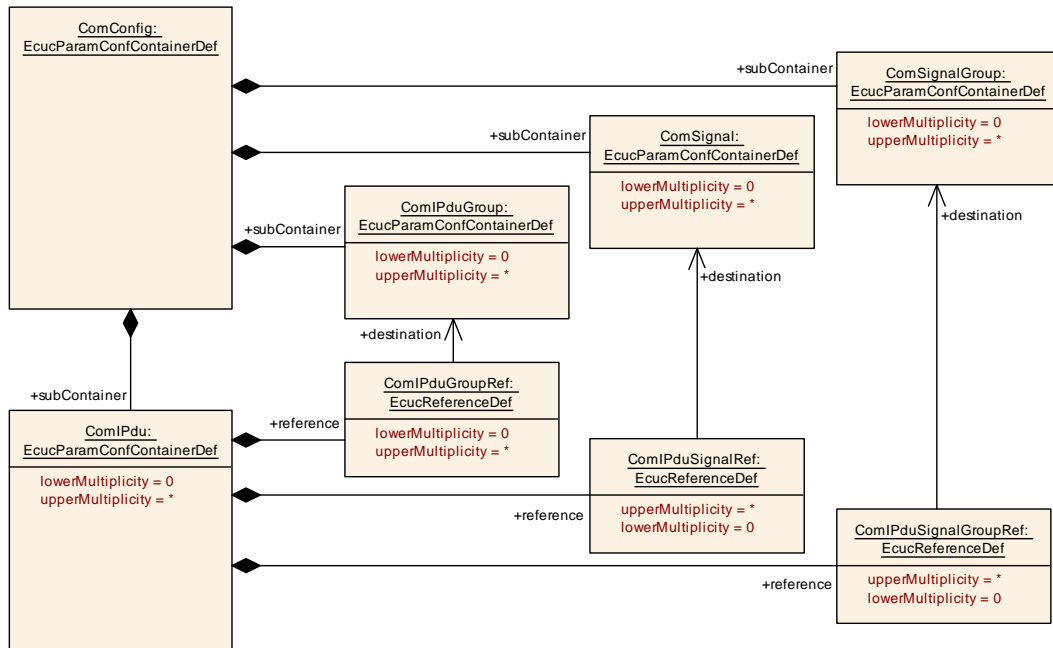 ComConfig:
EcucParamConfContainerDef
+subContainer
ComSignalGroup:
EcucParamConfContainerDef
lowerMultiplicity = 0
upperMultiplicity = *
+subContainer
ComSignal:
EcucParamConfContainerDef
lowerMultiplicity = 0
upperMultiplicity = *
+subContainer
ComIPduGroup:
EcucParamConfContainerDef
lowerMultiplicity = 0
upperMultiplicity = *
+destination
+destination
+destination
+subContainer
ComIPdu:
EcucParamConfContainerDef
lowerMultiplicity = 0
upperMultiplicity = *
+reference
ComIPduGroupRef:
EcucReferenceDef
lowerMultiplicity = 0
upperMultiplicity = *
+reference
ComIPduSignalRef:
EcucReferenceDef
upperMultiplicity = *
lowerMultiplicity = 0
+reference
ComIPduSignalGroupRef:
EcucReferenceDef
upperMultiplicity = *
lowerMultiplicity = 0